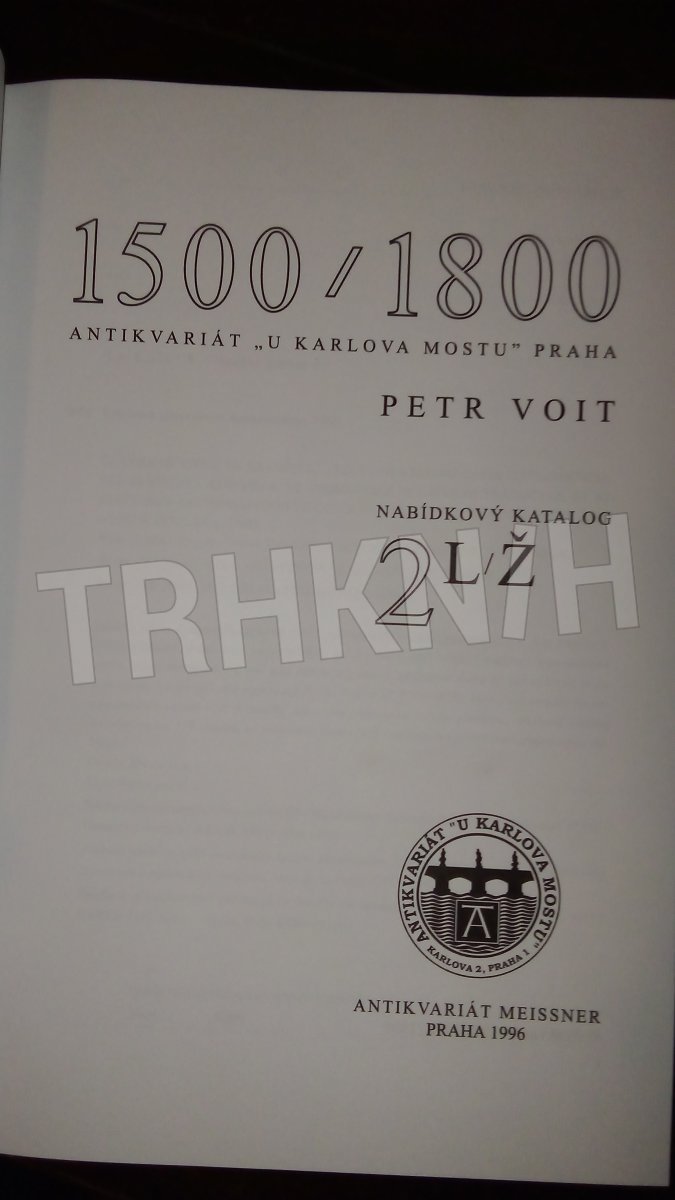 1500/1800
ANTIKVARIÁT „U KARLOVA MOSTU” PRAHA
PETR VOIT
NABÍDKOVÝ KATALOG
2 L/Ž
TRHKNIH
ANTIKVARIÁT "U KARLOVA MOSTU"
A
KARLOVA 2, PRAHA 1
ANTIKVARIÁT MEISSNER
PRAHA 1996